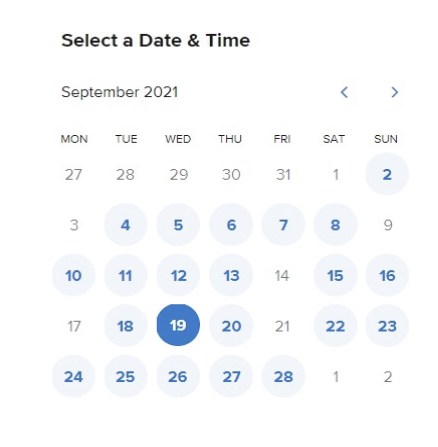 Select a Date & Time
September 2021 < >
MON TUE WED THU FRI SAT SUN
27 28 29 30 31 1 2
3 4 5 6 7 8 9
10 11 12 13 14 15 16
17 18 19 20 21 22 23
24 25 26 27 28 1 2